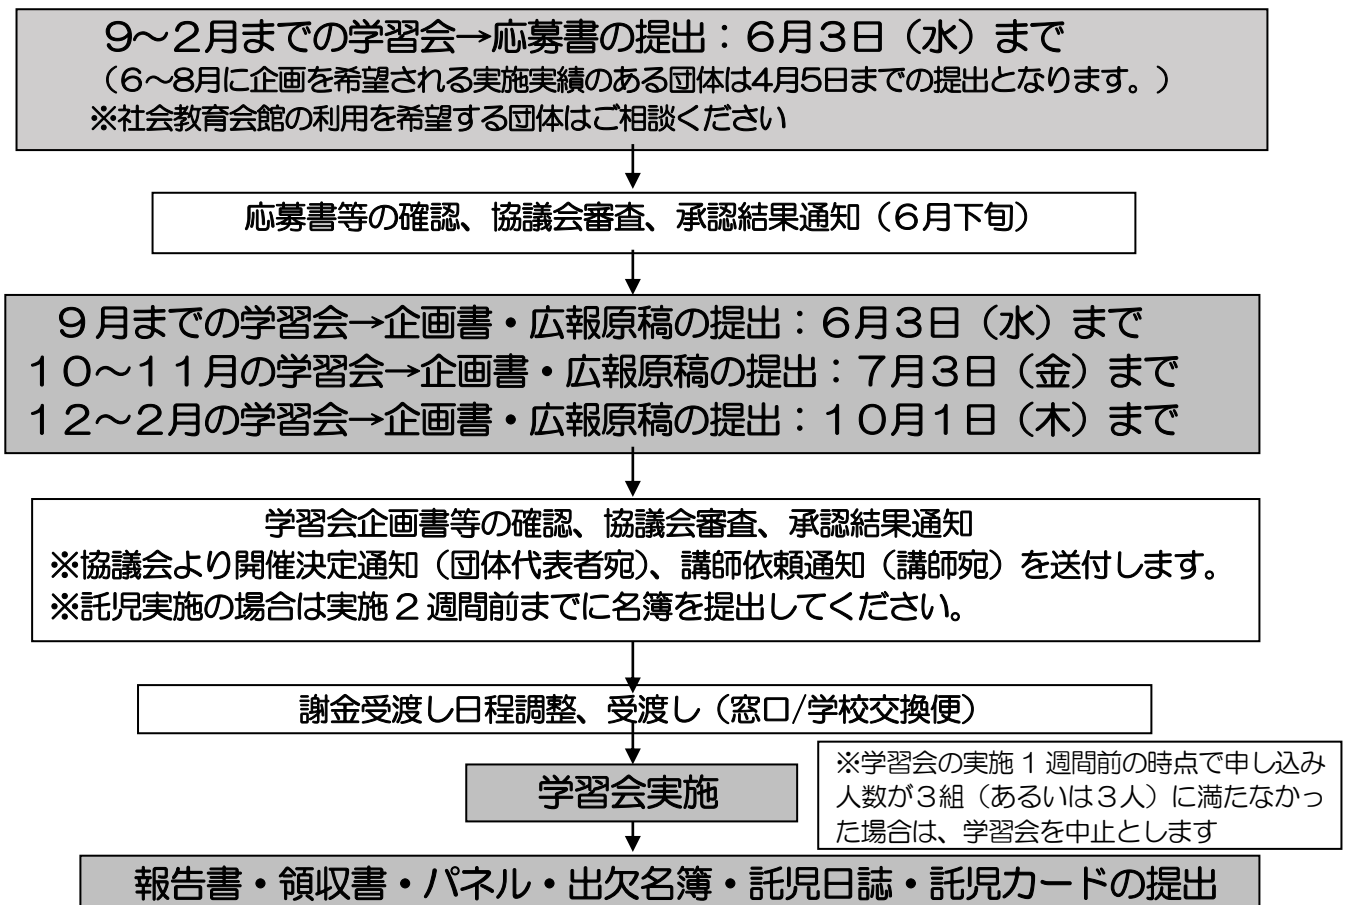 ９～２月までの学習会→応募書の提出：６月３日（水）まで
（６～８月に企画を希望される実施実績のある団体は4月５日までの提出となります。）
※社会教育会館の利用を希望する団体はご相談ください
応募書等の確認、協議会審査、承認結果通知（６月下旬）
９月までの学習会→企画書・広報原稿の提出：６月３日（水）まで
１０～１１月の学習会→企画書・広報原稿の提出：７月３日（金）まで
１２～２月の学習会→企画書・広報原稿の提出：１０月１日（木）まで
学習会企画書等の確認、協議会審査、承認結果通知
※協議会より開催決定通知（団体代表者宛）、講師依頼通知（講師宛）を送付します。
※託児実施の場合は実施２週間前までに名簿を提出してください。
謝金受渡し日程調整、受渡し（窓口/学校交換便）
学習会実施
※学習会の実施１週間前の時点で申し込み
人数が３組（あるいは３人）に満たなかっ
た場合は、学習会を中止とします
報告書・領収書・パネル・出欠名簿・託児日誌・託児カードの提出